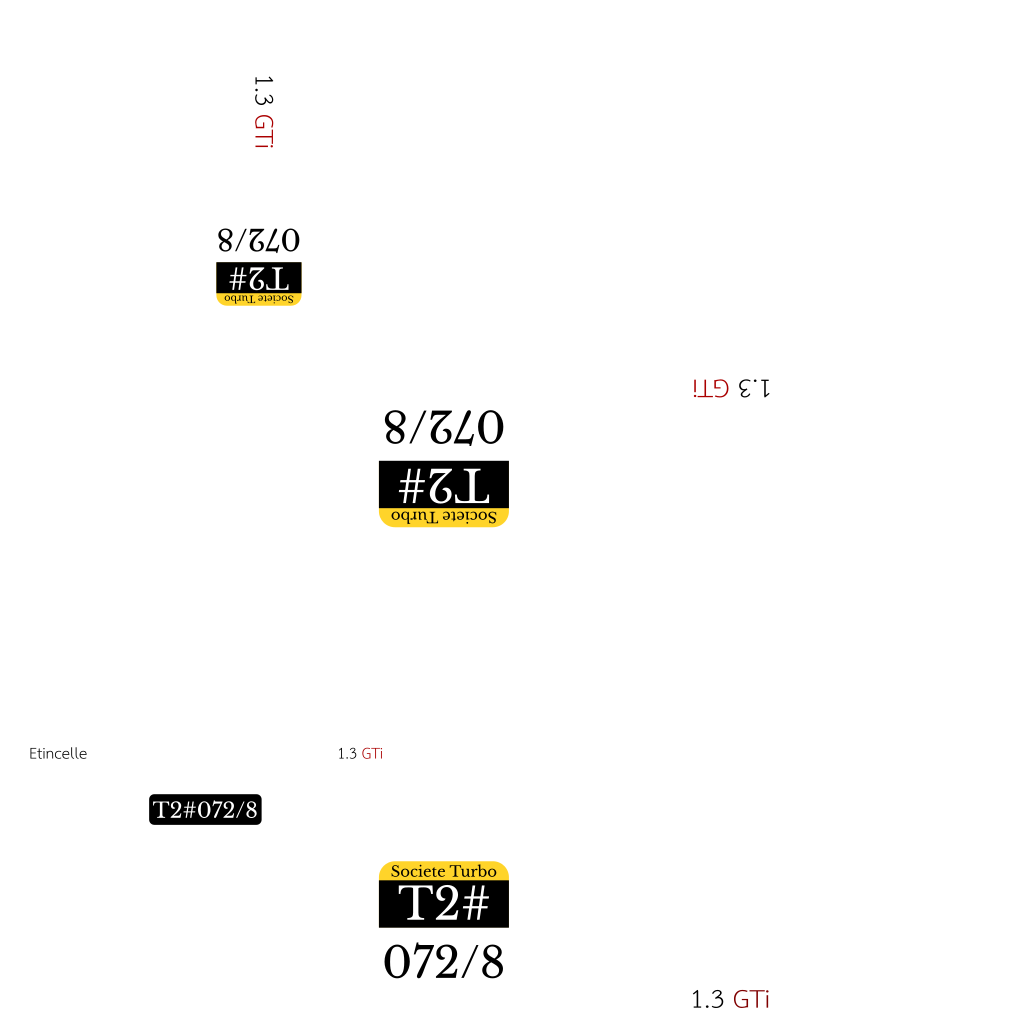 1.3 GTi
072/8
T2#
Societe Turbo
1.3 GTi
072/8
T2#
Societe Turbo
Etincelle
1.3 GTi
T2#072/8
Societe Turbo
T2#
072/8
1.3 GTi